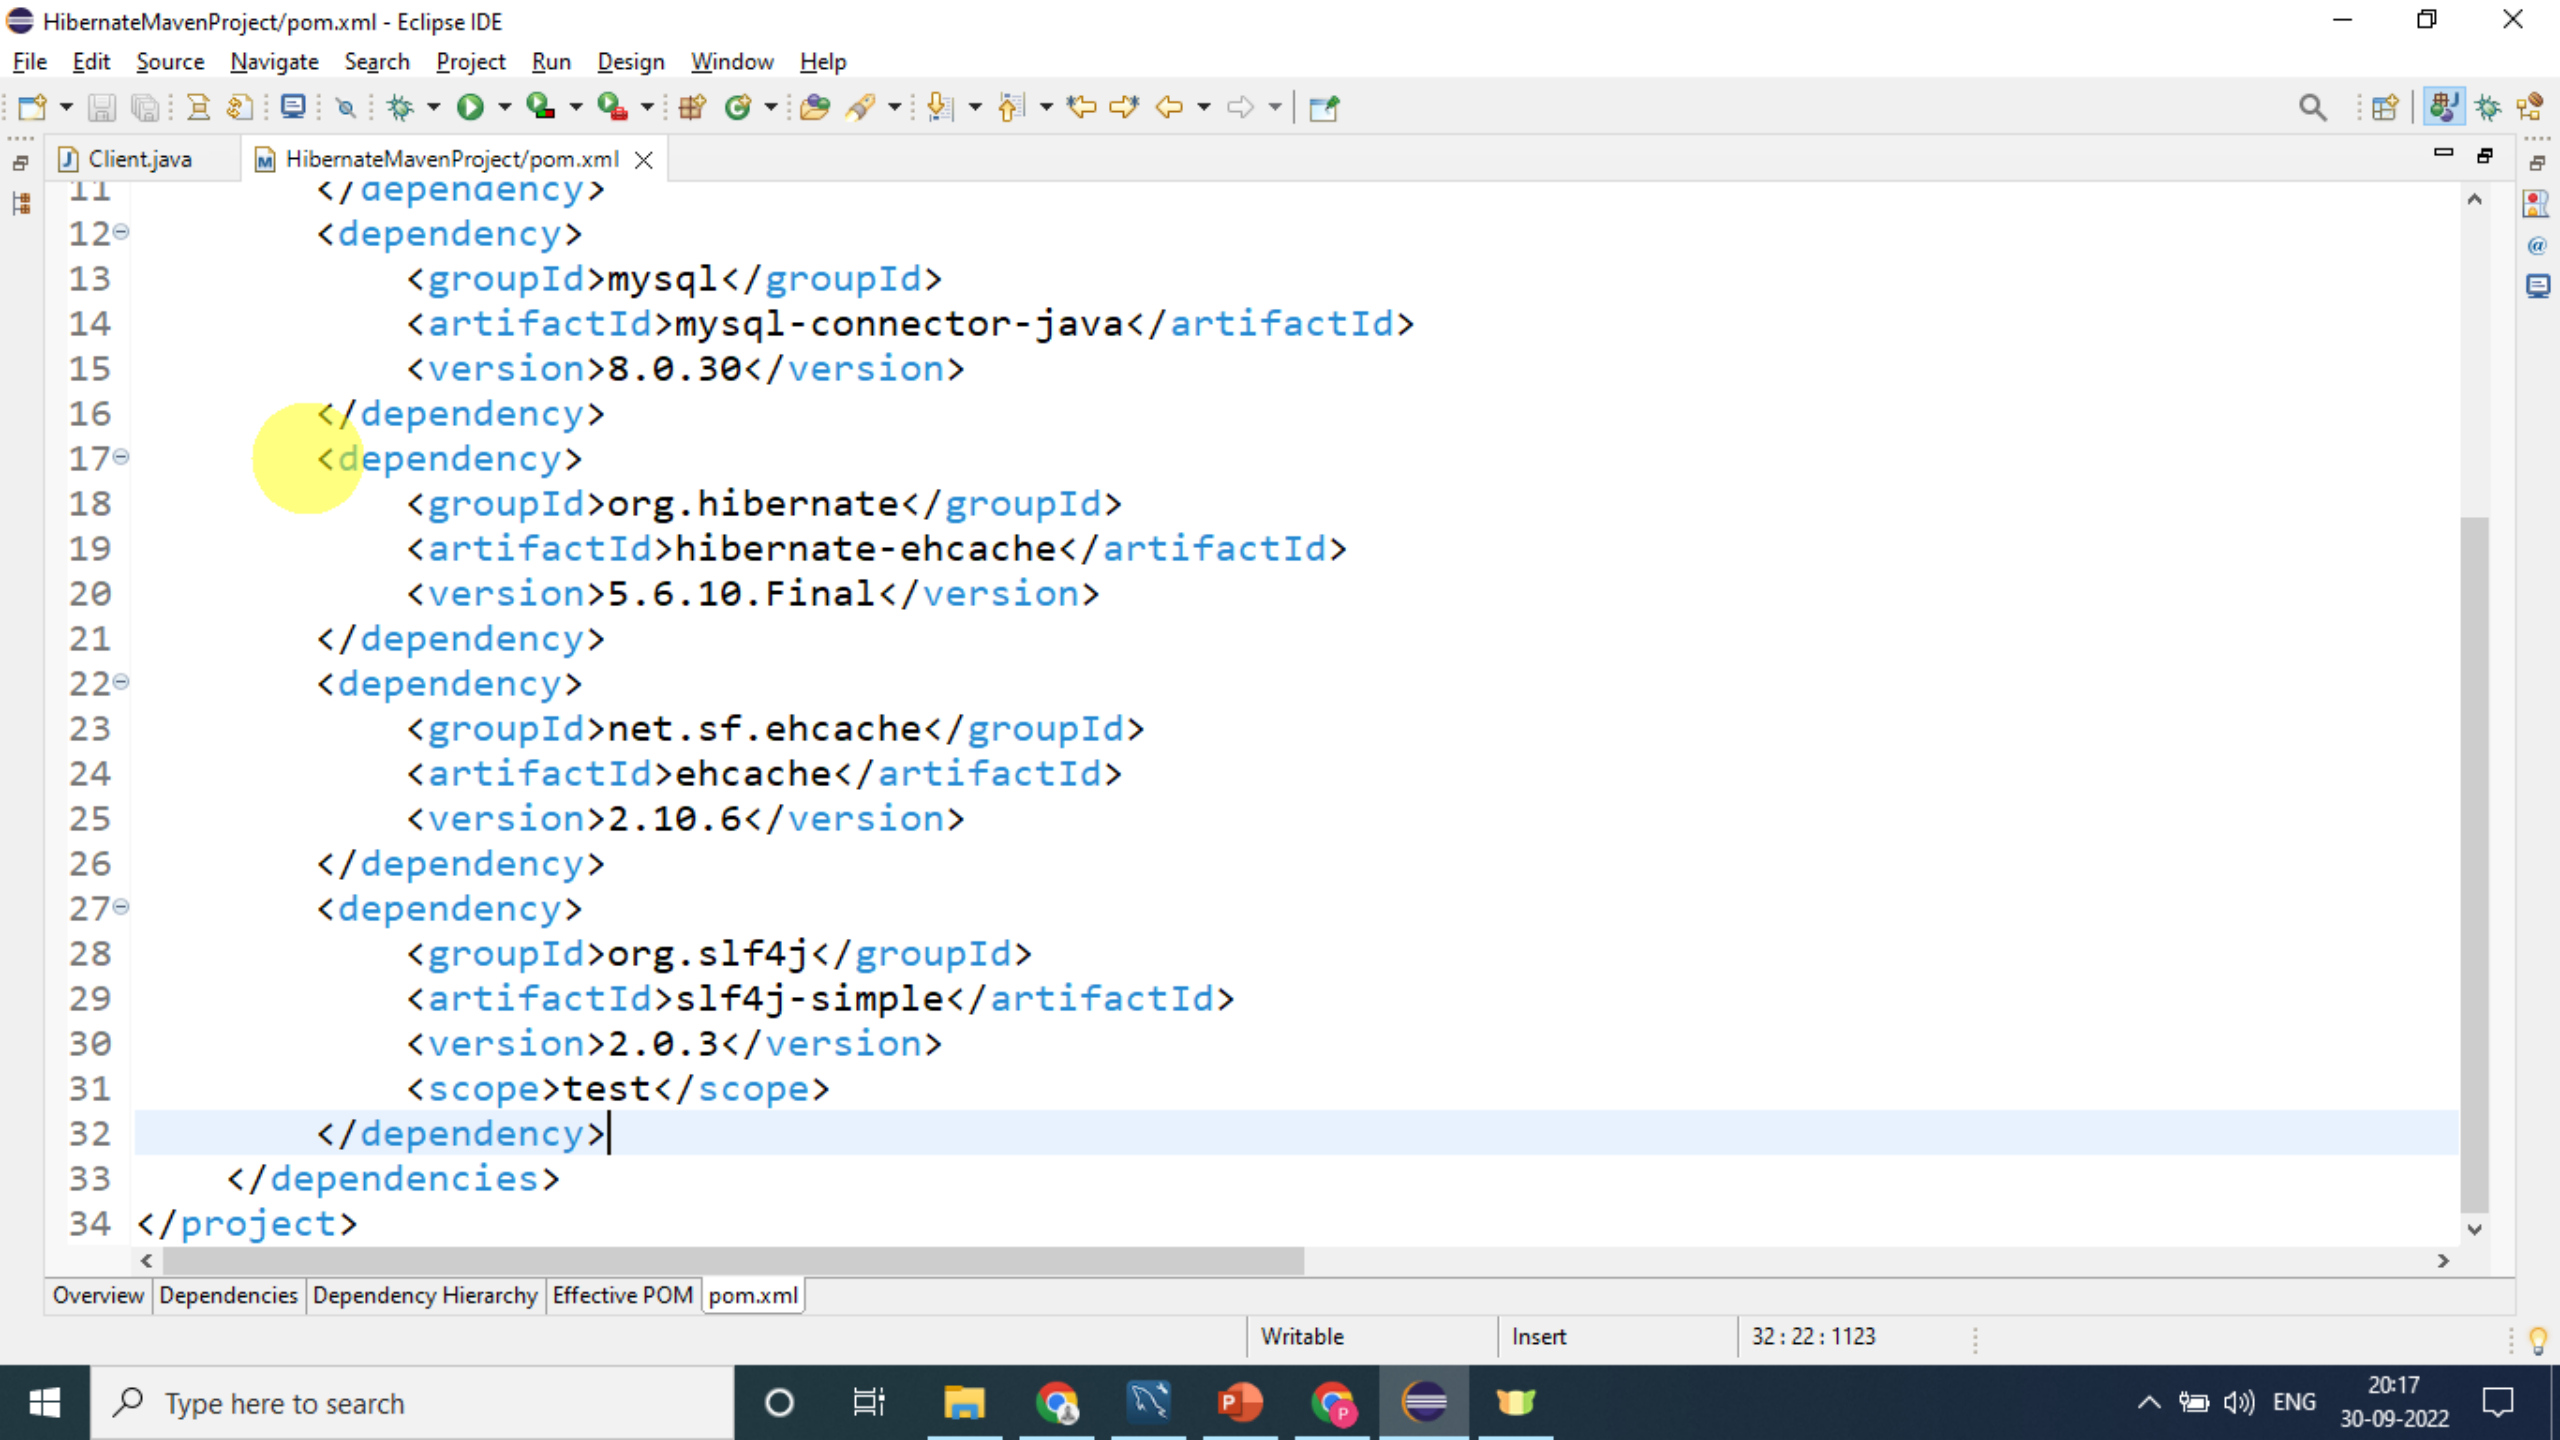 HibernateMavenProject/pom.xml - Eclipse IDE
File Edit Source Navigate Search Project Run Design Window Help
Client.java HibernateMavenProject/pom.xml
11 </dependency>
12 <dependency>
13 <groupId>mysql</groupId>
14 <artifactId>mysql-connector-java</artifactId>
15 <version>8.0.30</version>
16 </dependency>
17 <dependency>
18 <groupId>org.hibernate</groupId>
19 <artifactId>hibernate-ehcache</artifactId>
20 <version>5.6.10.Final</version>
21 </dependency>
22 <dependency>
23 <groupId>net.sf.ehcache</groupId>
24 <artifactId>ehcache</artifactId>
25 <version>2.10.6</version>
26 </dependency>
27 <dependency>
28 <groupId>org.slf4j</groupId>
29 <artifactId>slf4j-simple</artifactId>
30 <version>2.0.3</version>
31 <scope>test</scope>
32 </dependency>
33 </dependencies>
34 </project>
Overview Dependencies Dependency Hierarchy Effective POM pom.xml
Writable Insert 32 : 22 : 1123
Type here to search
ENG
20:17
30-09-2022